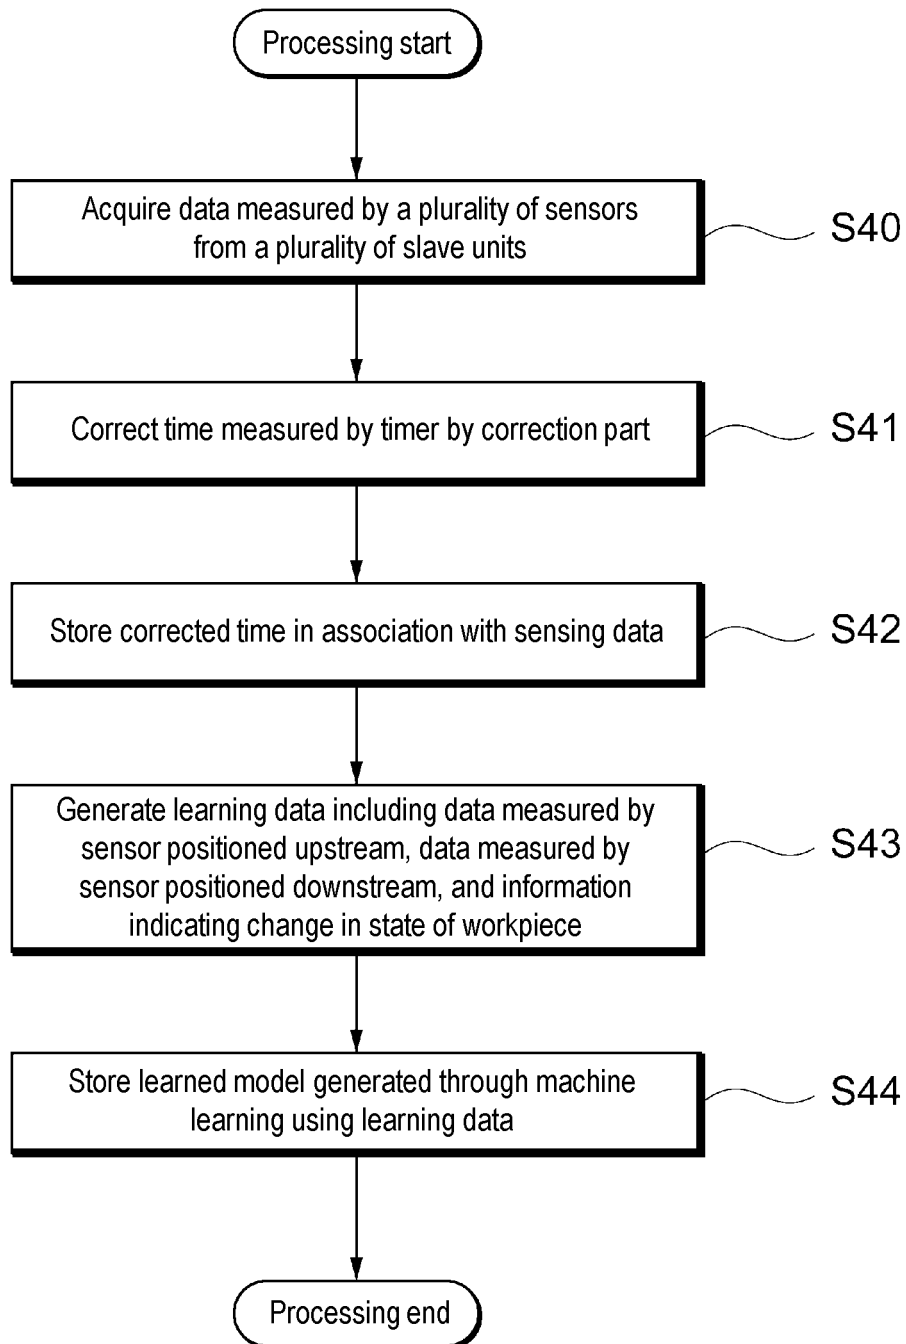 Processing start
Acquire data measured by a plurality of sensors
from a plurality of slave units
S40
Correct time measured by timer by correction part
S41
Store corrected time in association with sensing data
S42
Generate learning data including data measured by
sensor positioned upstream, data measured by
sensor positioned downstream, and information
indicating change in state of workpiece
S43
Store learned model generated through machine
learning using learning data
S44
Processing end